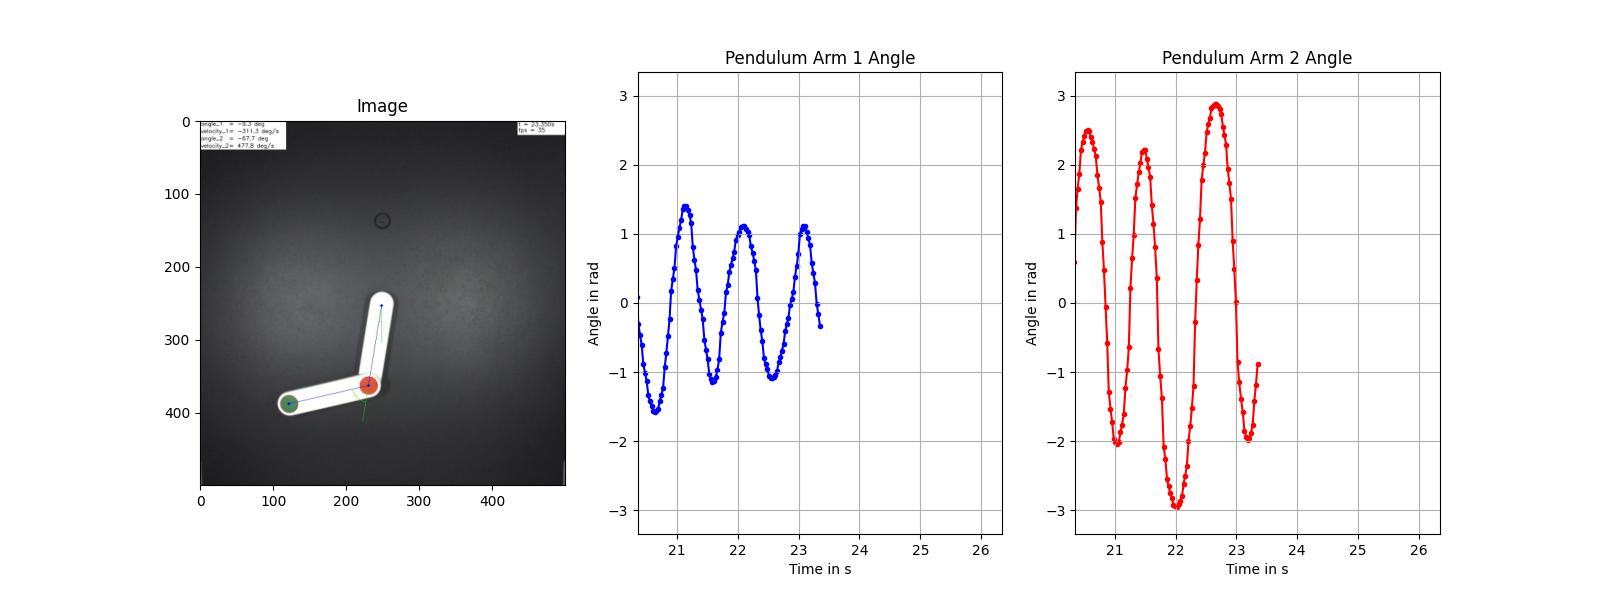 Image
Pendulum Arm 1 Angle
Pendulum Arm 2 Angle
angle_1 = -9.3 deg
velocity_1= -311.3 deg/s
angle_2 = -67.7 deg
velocity_2= 477.8 deg/s
t = 23.350s
fps = 35
0
100
200
300
400
0 100 200 300 400
Angle in rad
3
2
1
0
−1
−2
−3
21 22 23 24 25 26
Time in s
Angle in rad
3
2
1
0
−1
−2
−3
21 22 23 24 25 26
Time in s